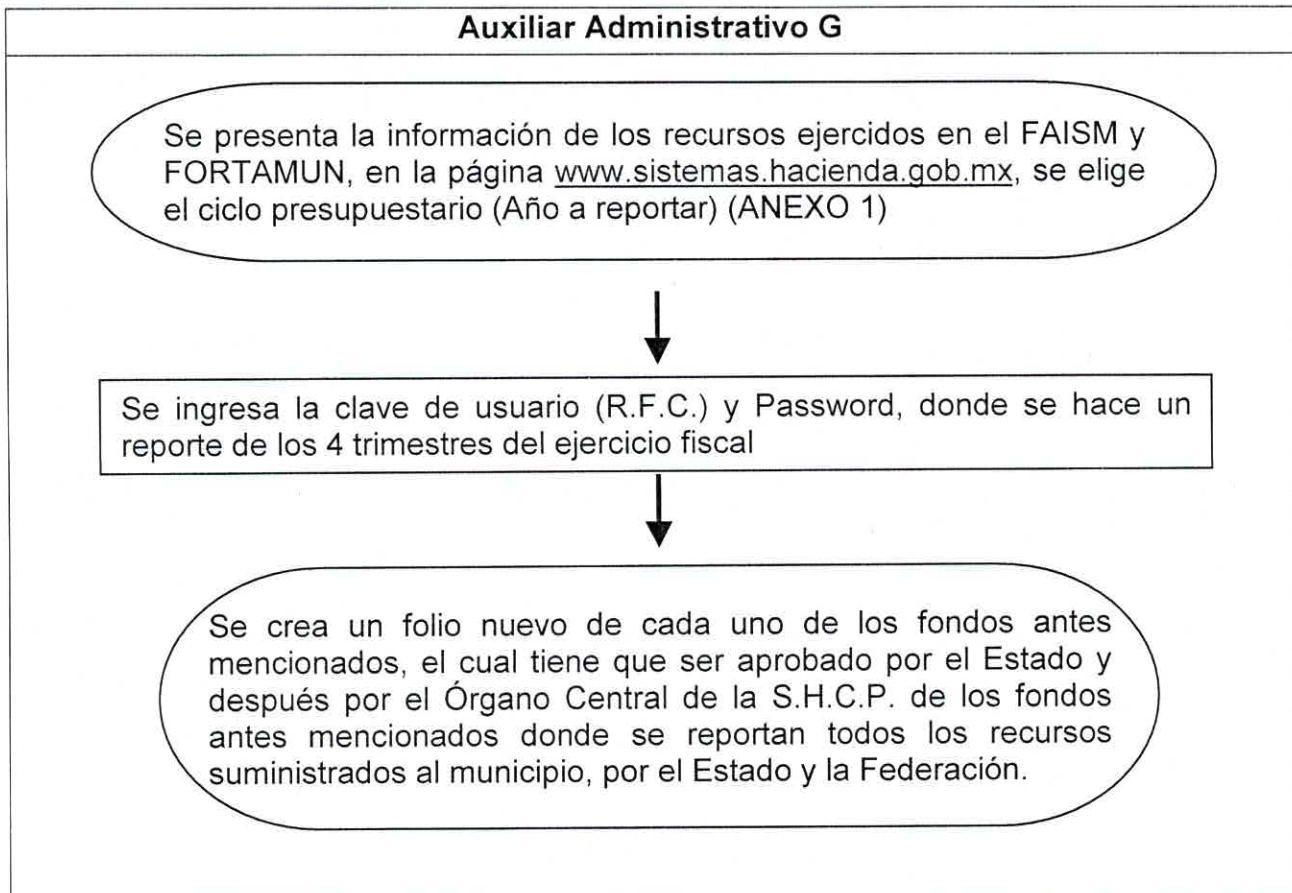 Auxiliar Administrativo G
Se presenta la información de los recursos ejercidos en el FAISM y
FORTAMUN, en la página www.sistemas.hacienda.gob.mx, se elige
el ciclo presupuestario (Año a reportar) (ANEXO 1)
Se ingresa la clave de usuario (R.F.C.) y Password, donde se hace un
reporte de los 4 trimestres del ejercicio fiscal
Se crea un folio nuevo de cada uno de los fondos antes
mencionados, el cual tiene que ser aprobado por el Estado y
después por el Órgano Central de la S.H.C.P. de los fondos
antes mencionados donde se reportan todos los recursos
suministrados al municipio, por el Estado y la Federación.